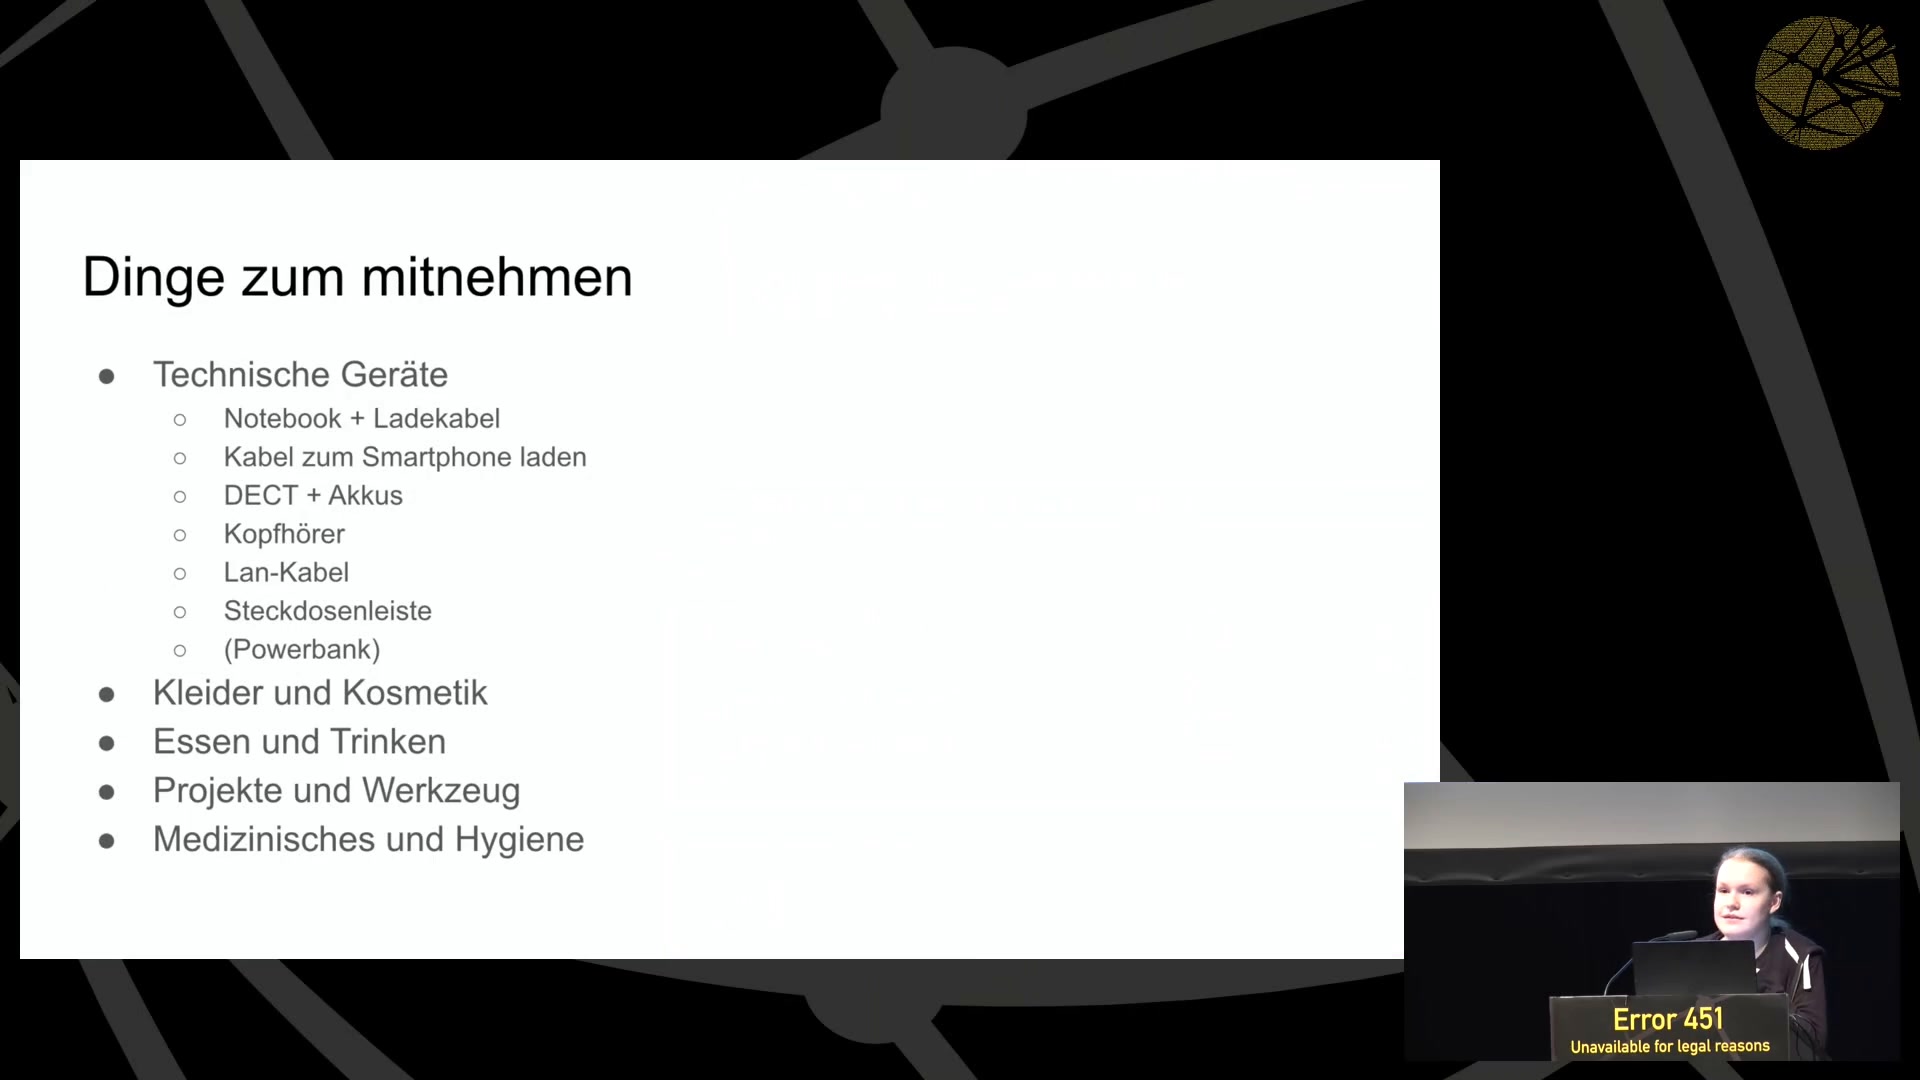 Dinge zum mitnehmen
● Technische Geräte
○ Notebook + Ladekabel
○ Kabel zum Smartphone laden
○ DECT + Akkus
○ Kopfhörer
○ Lan-Kabel
○ Steckdosenleiste
○ (Powerbank)
● Kleider und Kosmetik
● Essen und Trinken
● Projekte und Werkzeug
● Medizinisches und Hygiene
Error 451
Unavailable for legal reasons